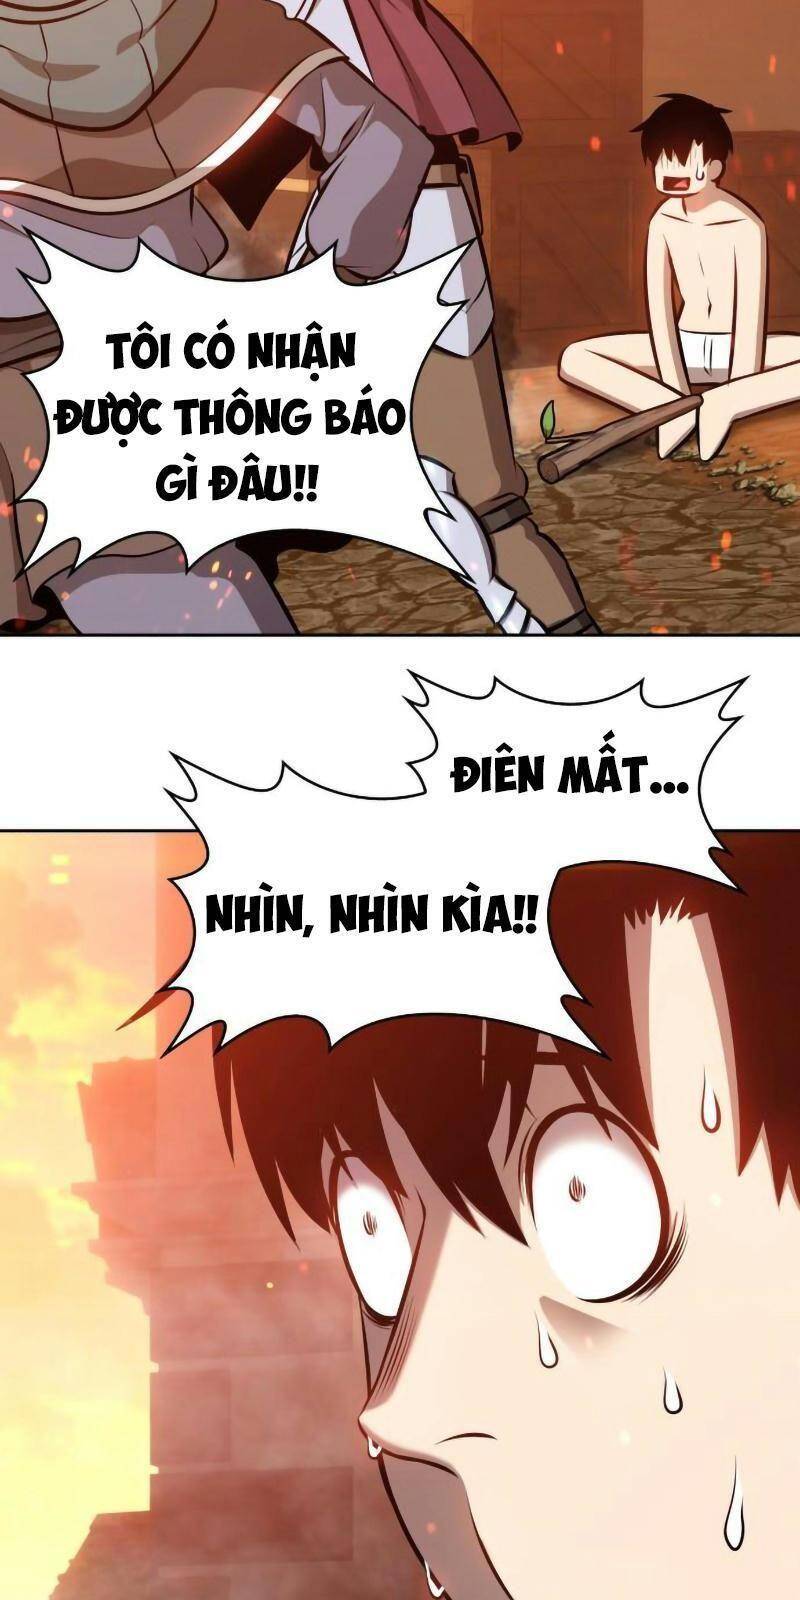 TÔI CÓ NHẬN
ĐƯỢC THÔNG BÁO
GÌ ĐÂU!!
ĐIÊN MẤT...
NHÌN, NHÌN KÌA!!